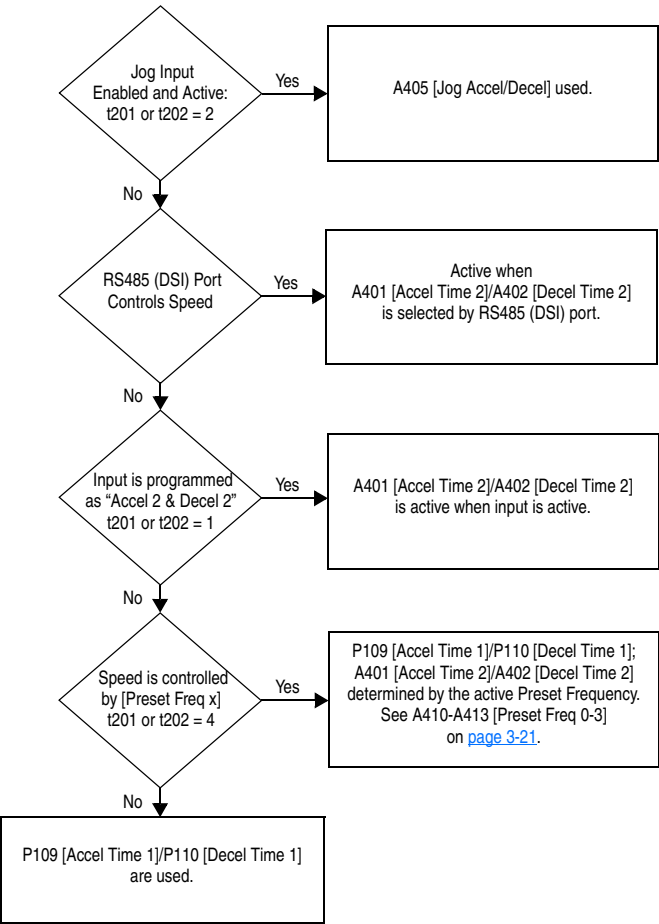 Jog Input
Enabled and Active:
t201 or t202 = 2
Yes
A405 [Jog Accel/Decel] used.
No
RS485 (DSI) Port
Controls Speed
Yes
Active when
A401 [Accel Time 2]/A402 [Decel Time 2]
is selected by RS485 (DSI) port.
No
Input is programmed
as “Accel 2 & Decel 2”
t201 or t202 = 1
Yes
A401 [Accel Time 2]/A402 [Decel Time 2]
is active when input is active.
No
Speed is controlled
by [Preset Freq x]
t201 or t202 = 4
Yes
P109 [Accel Time 1]/P110 [Decel Time 1];
A401 [Accel Time 2]/A402 [Decel Time 2]
determined by the active Preset Frequency.
See A410-A413 [Preset Freq 0-3]
on page 3-21.
No
P109 [Accel Time 1]/P110 [Decel Time 1]
are used.